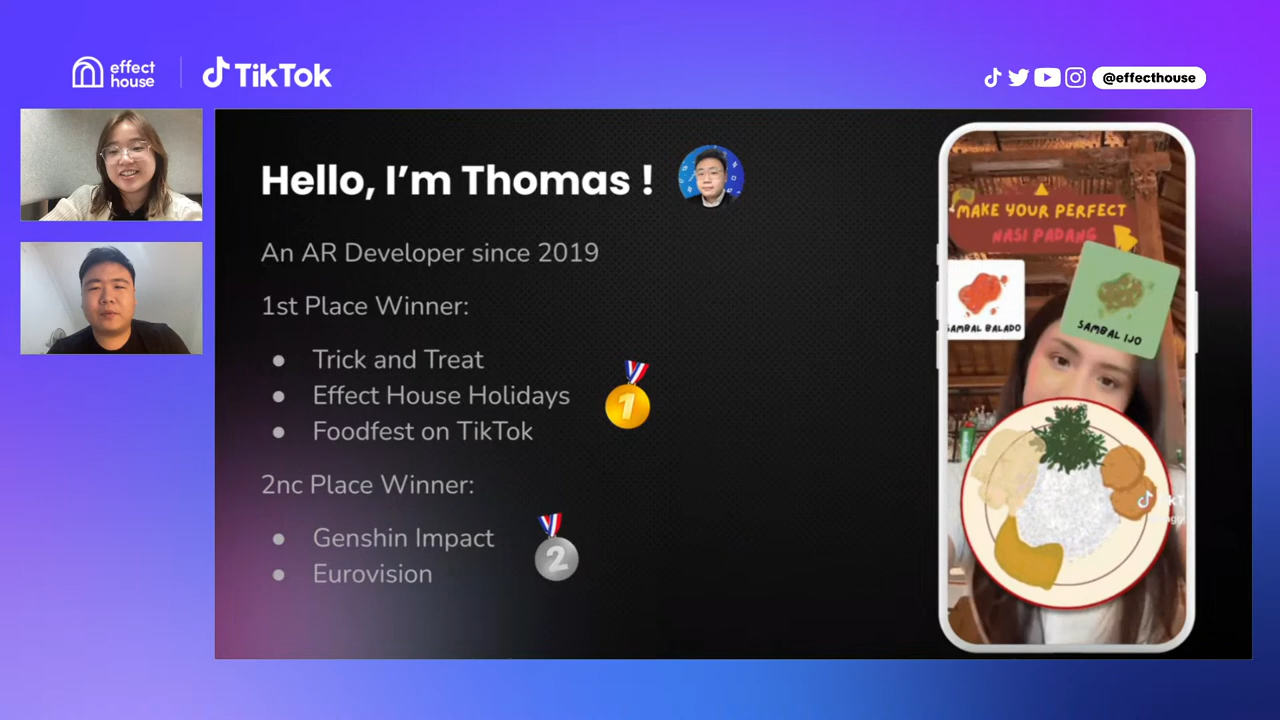 effect
house
TikTok
@effecthouse
Hello, I’m Thomas !
An AR Developer since 2019
1st Place Winner:
● Trick and Treat
● Effect House Holidays
● Foodfest on TikTok
1
2nc Place Winner:
● Genshin Impact
● Eurovision
2
MAKE YOUR PERFECT
NASI PADANG
SAMBAL BALADO
SAMBAL IJO